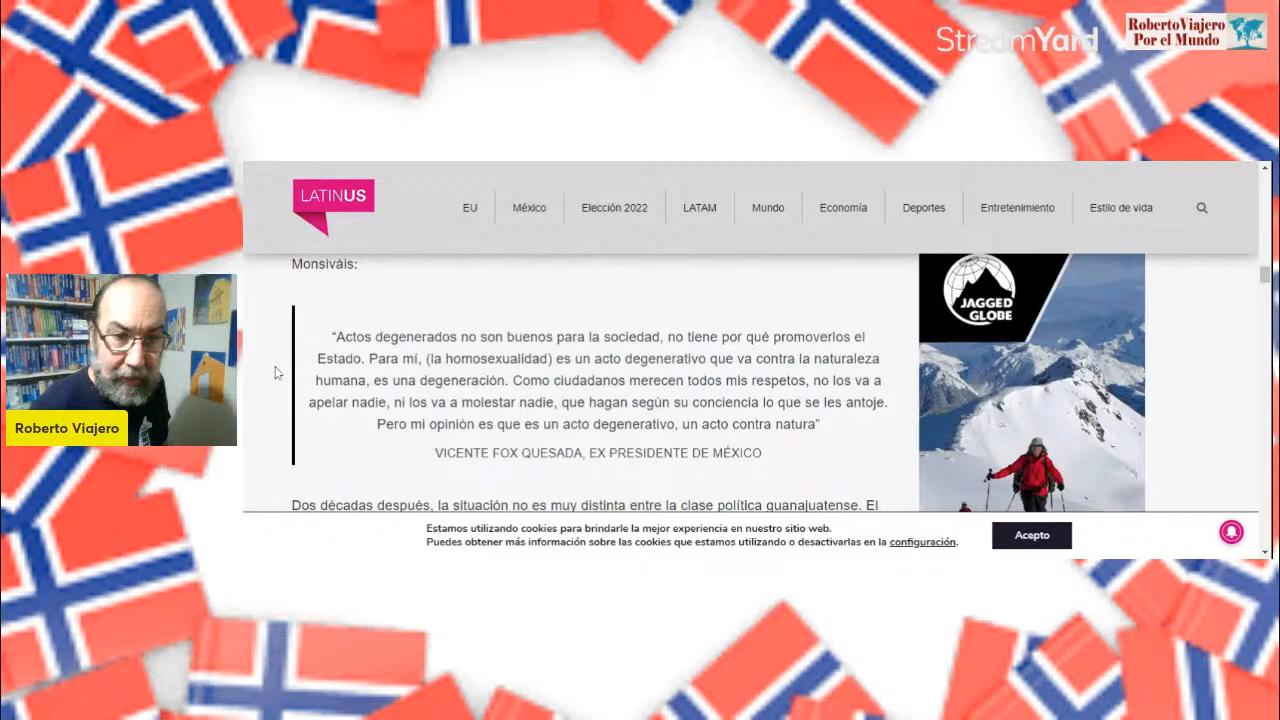 StreamYard
RobertoViajero
Por el Mundo
LATINUS
EU
México
Elección 2022
LATAM
Mundo
Economía
Deportes
Entretenimiento
Estilo de vida
Monsiváis:
“Actos degenerados no son buenos para la sociedad, no tiene por qué promoverlos el
Estado. Para mí, (la homosexualidad) es un acto degenerativo que va contra la naturaleza
humana, es una degeneración. Como ciudadanos merecen todos mis respetos, no los va a
apelar nadie, ni los va a molestar nadie, que hagan según su conciencia lo que se les antoje.
Pero mi opinión es que es un acto degenerativo, un acto contra natura”
VICENTE FOX QUESADA, EX PRESIDENTE DE MÉXICO
Dos décadas después, la situación no es muy distinta entre la clase política guanajuatense. El
JAGGED
GLOBE
Roberto Viajero
Estamos utilizando cookies para brindarle la mejor experiencia en nuestro sitio web.
Puedes obtener más información sobre las cookies que estamos utilizando o desactivarlas en la configuración.
Acepto